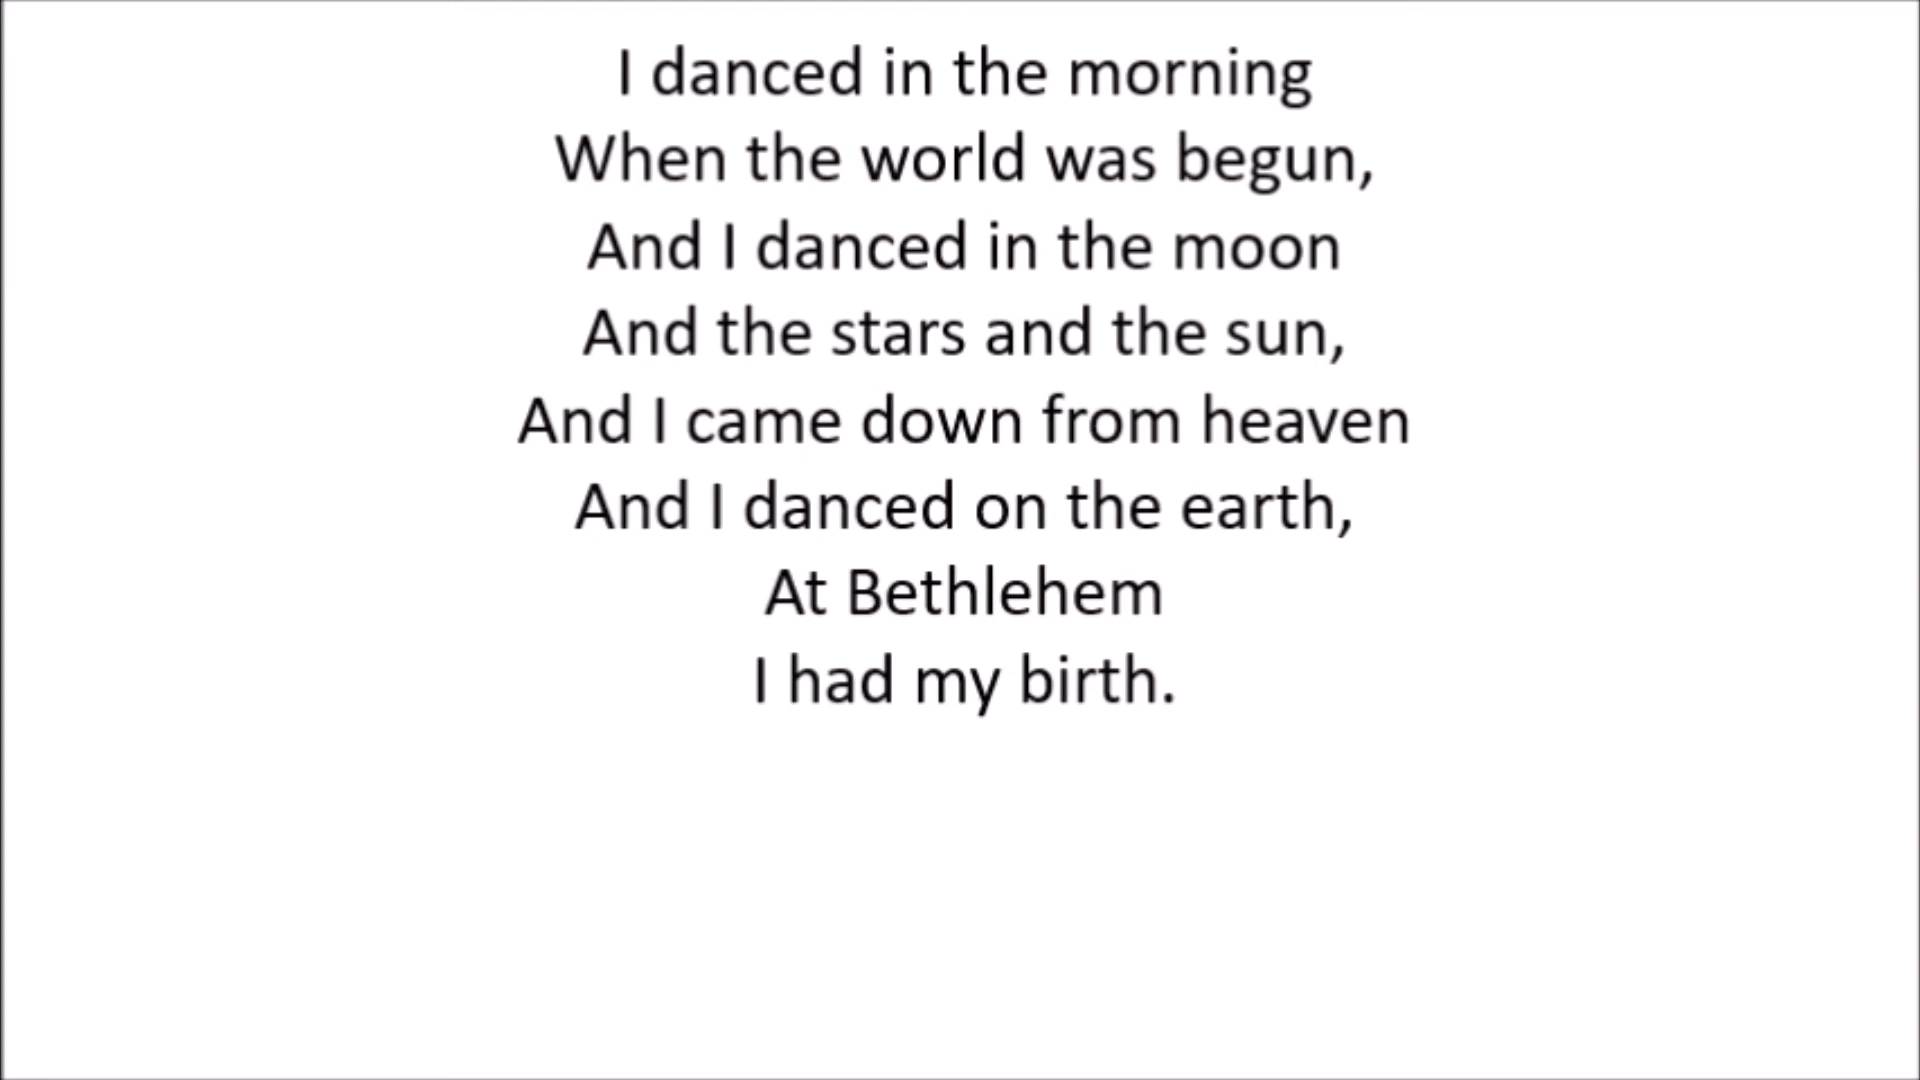 I danced in the morning
When the world was begun,
And I danced in the moon
And the stars and the sun,
And I came down from heaven
And I danced on the earth,
At Bethlehem
I had my birth.